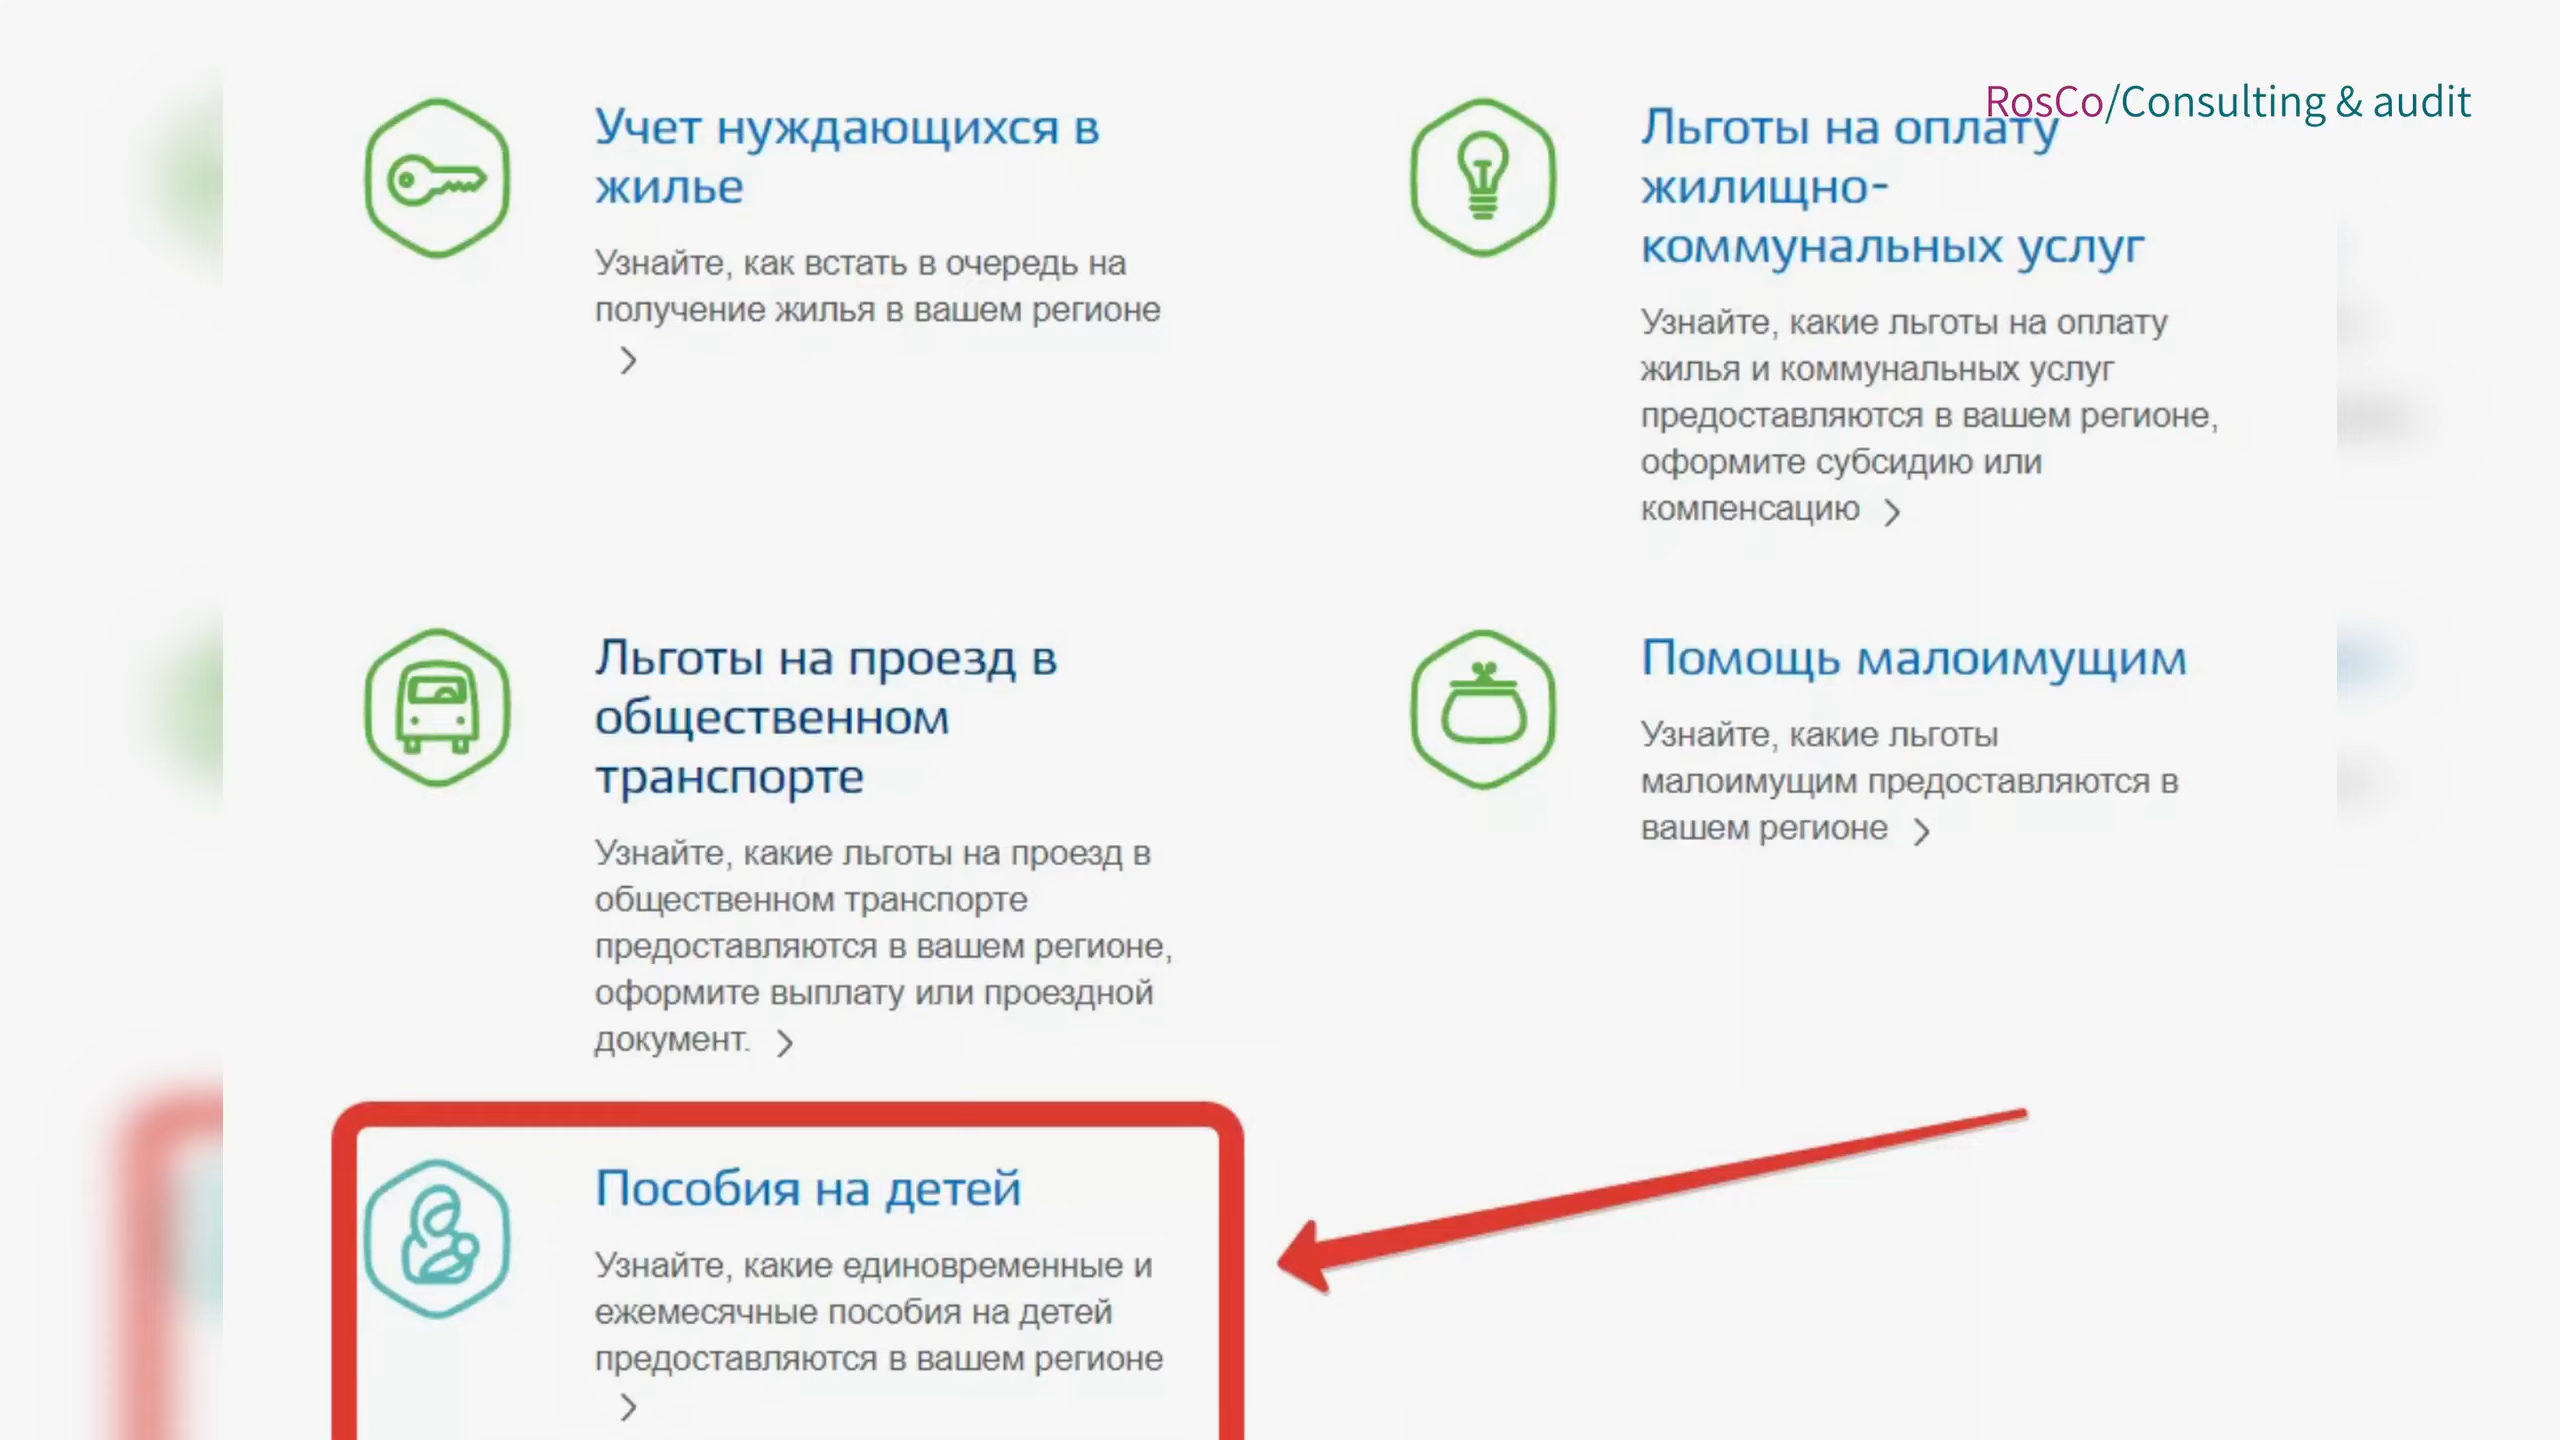 RosCo/Consulting & audit
Учет нуждающихся в
жилье
Узнайте, как встать в очередь на
получение жилья в вашем регионе
Льготы на оплату
жилищно-
коммунальных услуг
Узнайте, какие льготы на оплату
жилья и коммунальных услуг
предоставляются в вашем регионе,
оформите субсидию или
компенсацию
Льготы на проезд в
общественном
транспорте
Узнайте, какие льготы на проезд в
общественном транспорте
предоставляются в вашем регионе,
оформите выплату или проездной
документ.
Помощь малоимущим
Узнайте, какие льготы
малоимущим предоставляются в
вашем регионе
Пособия на детей
Узнайте, какие единовременные и
ежемесячные пособия на детей
предоставляются в вашем регионе